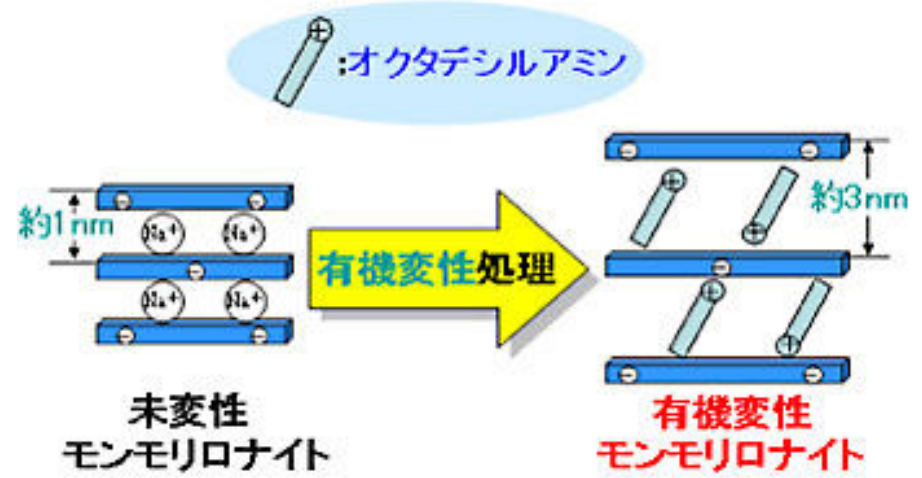 :オクタデシルアミン
約1nm
Na+
Na+
Na+
Na+
有機変性処理
約3nm
未変性
モンモリロナイト
有機変性
モンモリロナイト